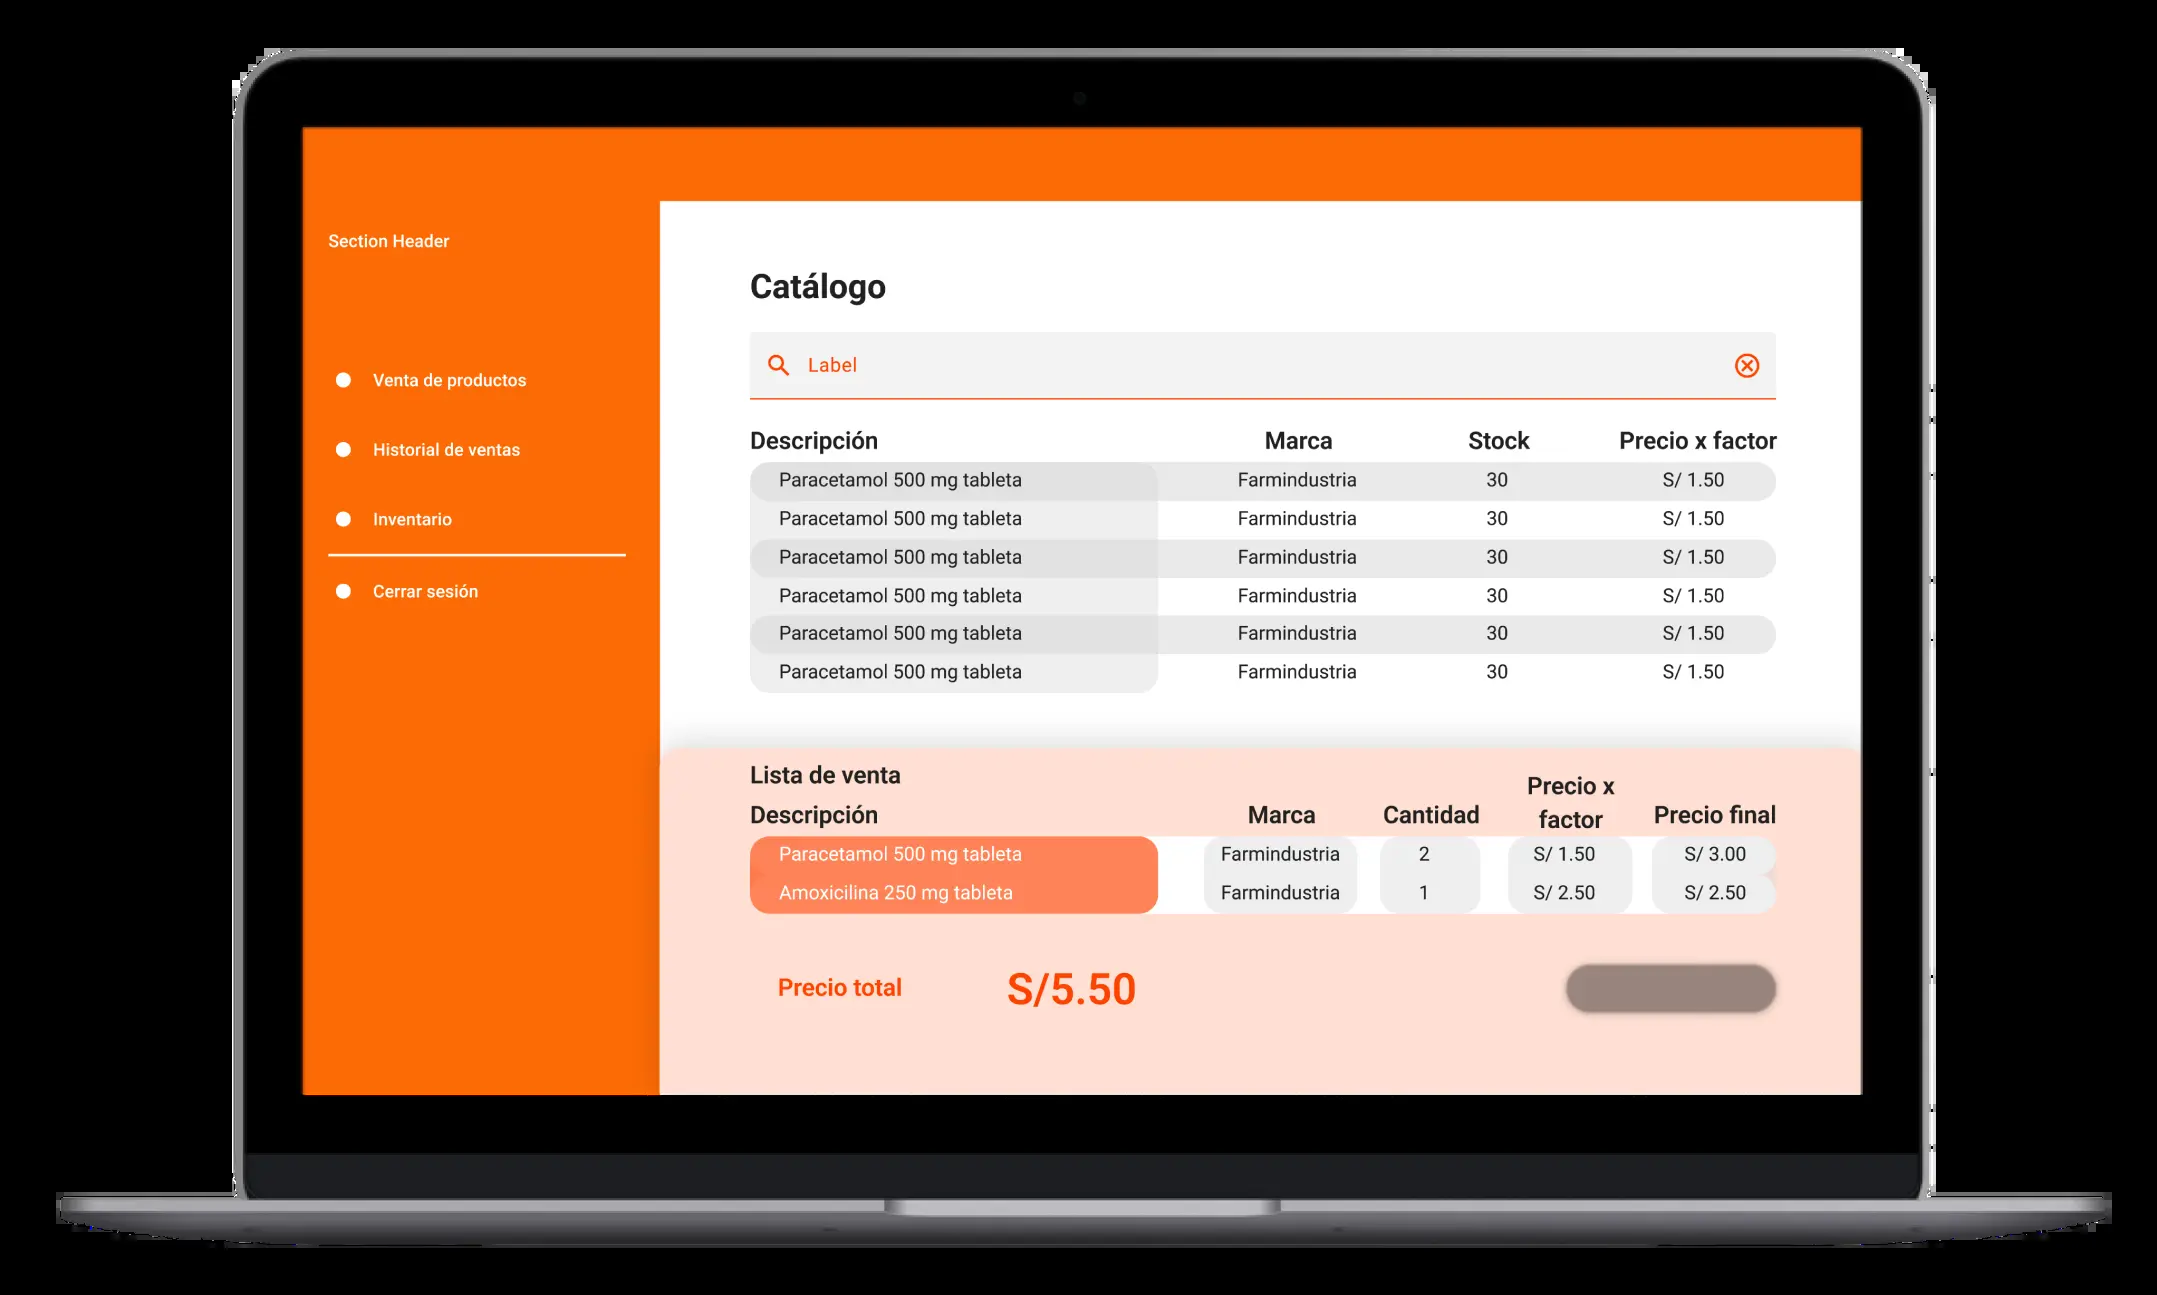 Section Header
Venta de productos
Historial de ventas
Inventario
Cerrar sesión
Catálogo
Label
Descripción Marca Stock Precio x factor
Paracetamol 500 mg tableta Farmindustria 30 S/ 1.50
Paracetamol 500 mg tableta Farmindustria 30 S/ 1.50
Paracetamol 500 mg tableta Farmindustria 30 S/ 1.50
Paracetamol 500 mg tableta Farmindustria 30 S/ 1.50
Paracetamol 500 mg tableta Farmindustria 30 S/ 1.50
Paracetamol 500 mg tableta Farmindustria 30 S/ 1.50
Lista de venta
Descripción Marca Cantidad Precio x factor Precio final
Paracetamol 500 mg tableta Farmindustria 2 S/ 1.50 S/ 3.00
Amoxicilina 250 mg tableta Farmindustria 1 S/ 2.50 S/ 2.50
Precio total S/5.50